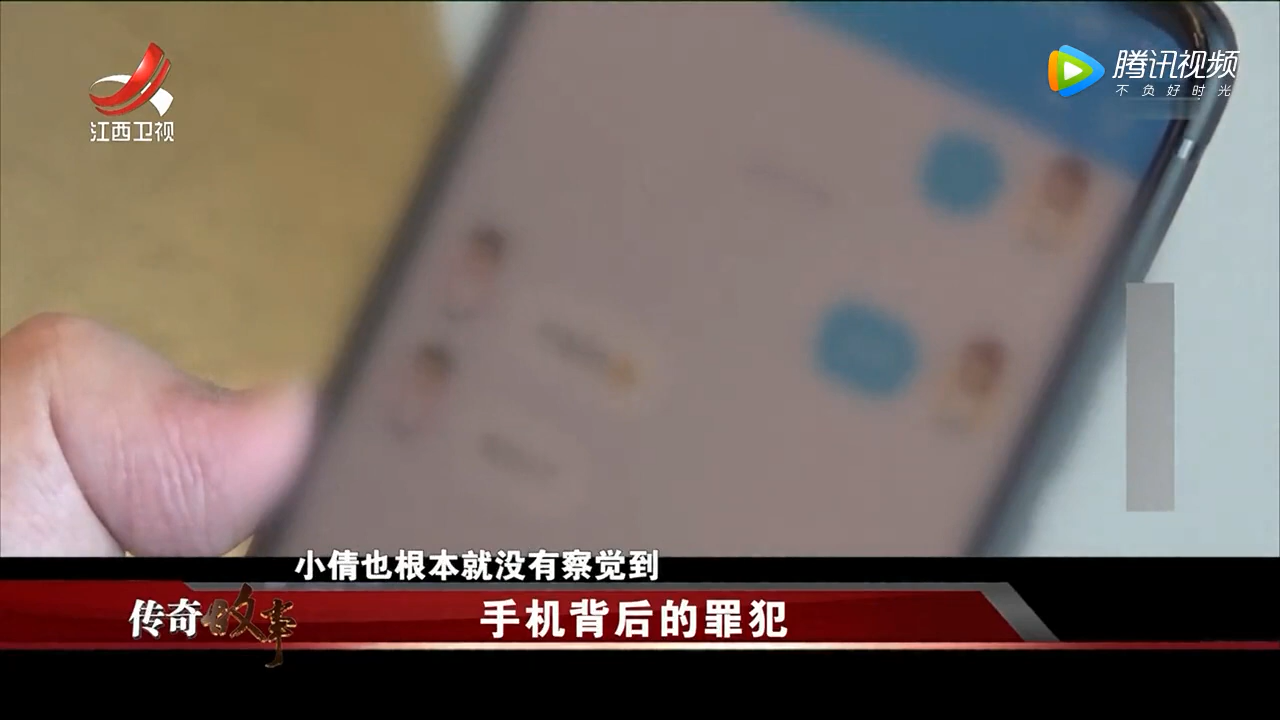 江西卫视
腾讯视频
不负好时光
小倩也根本就没有察觉到
传奇故事
手机背后的罪犯